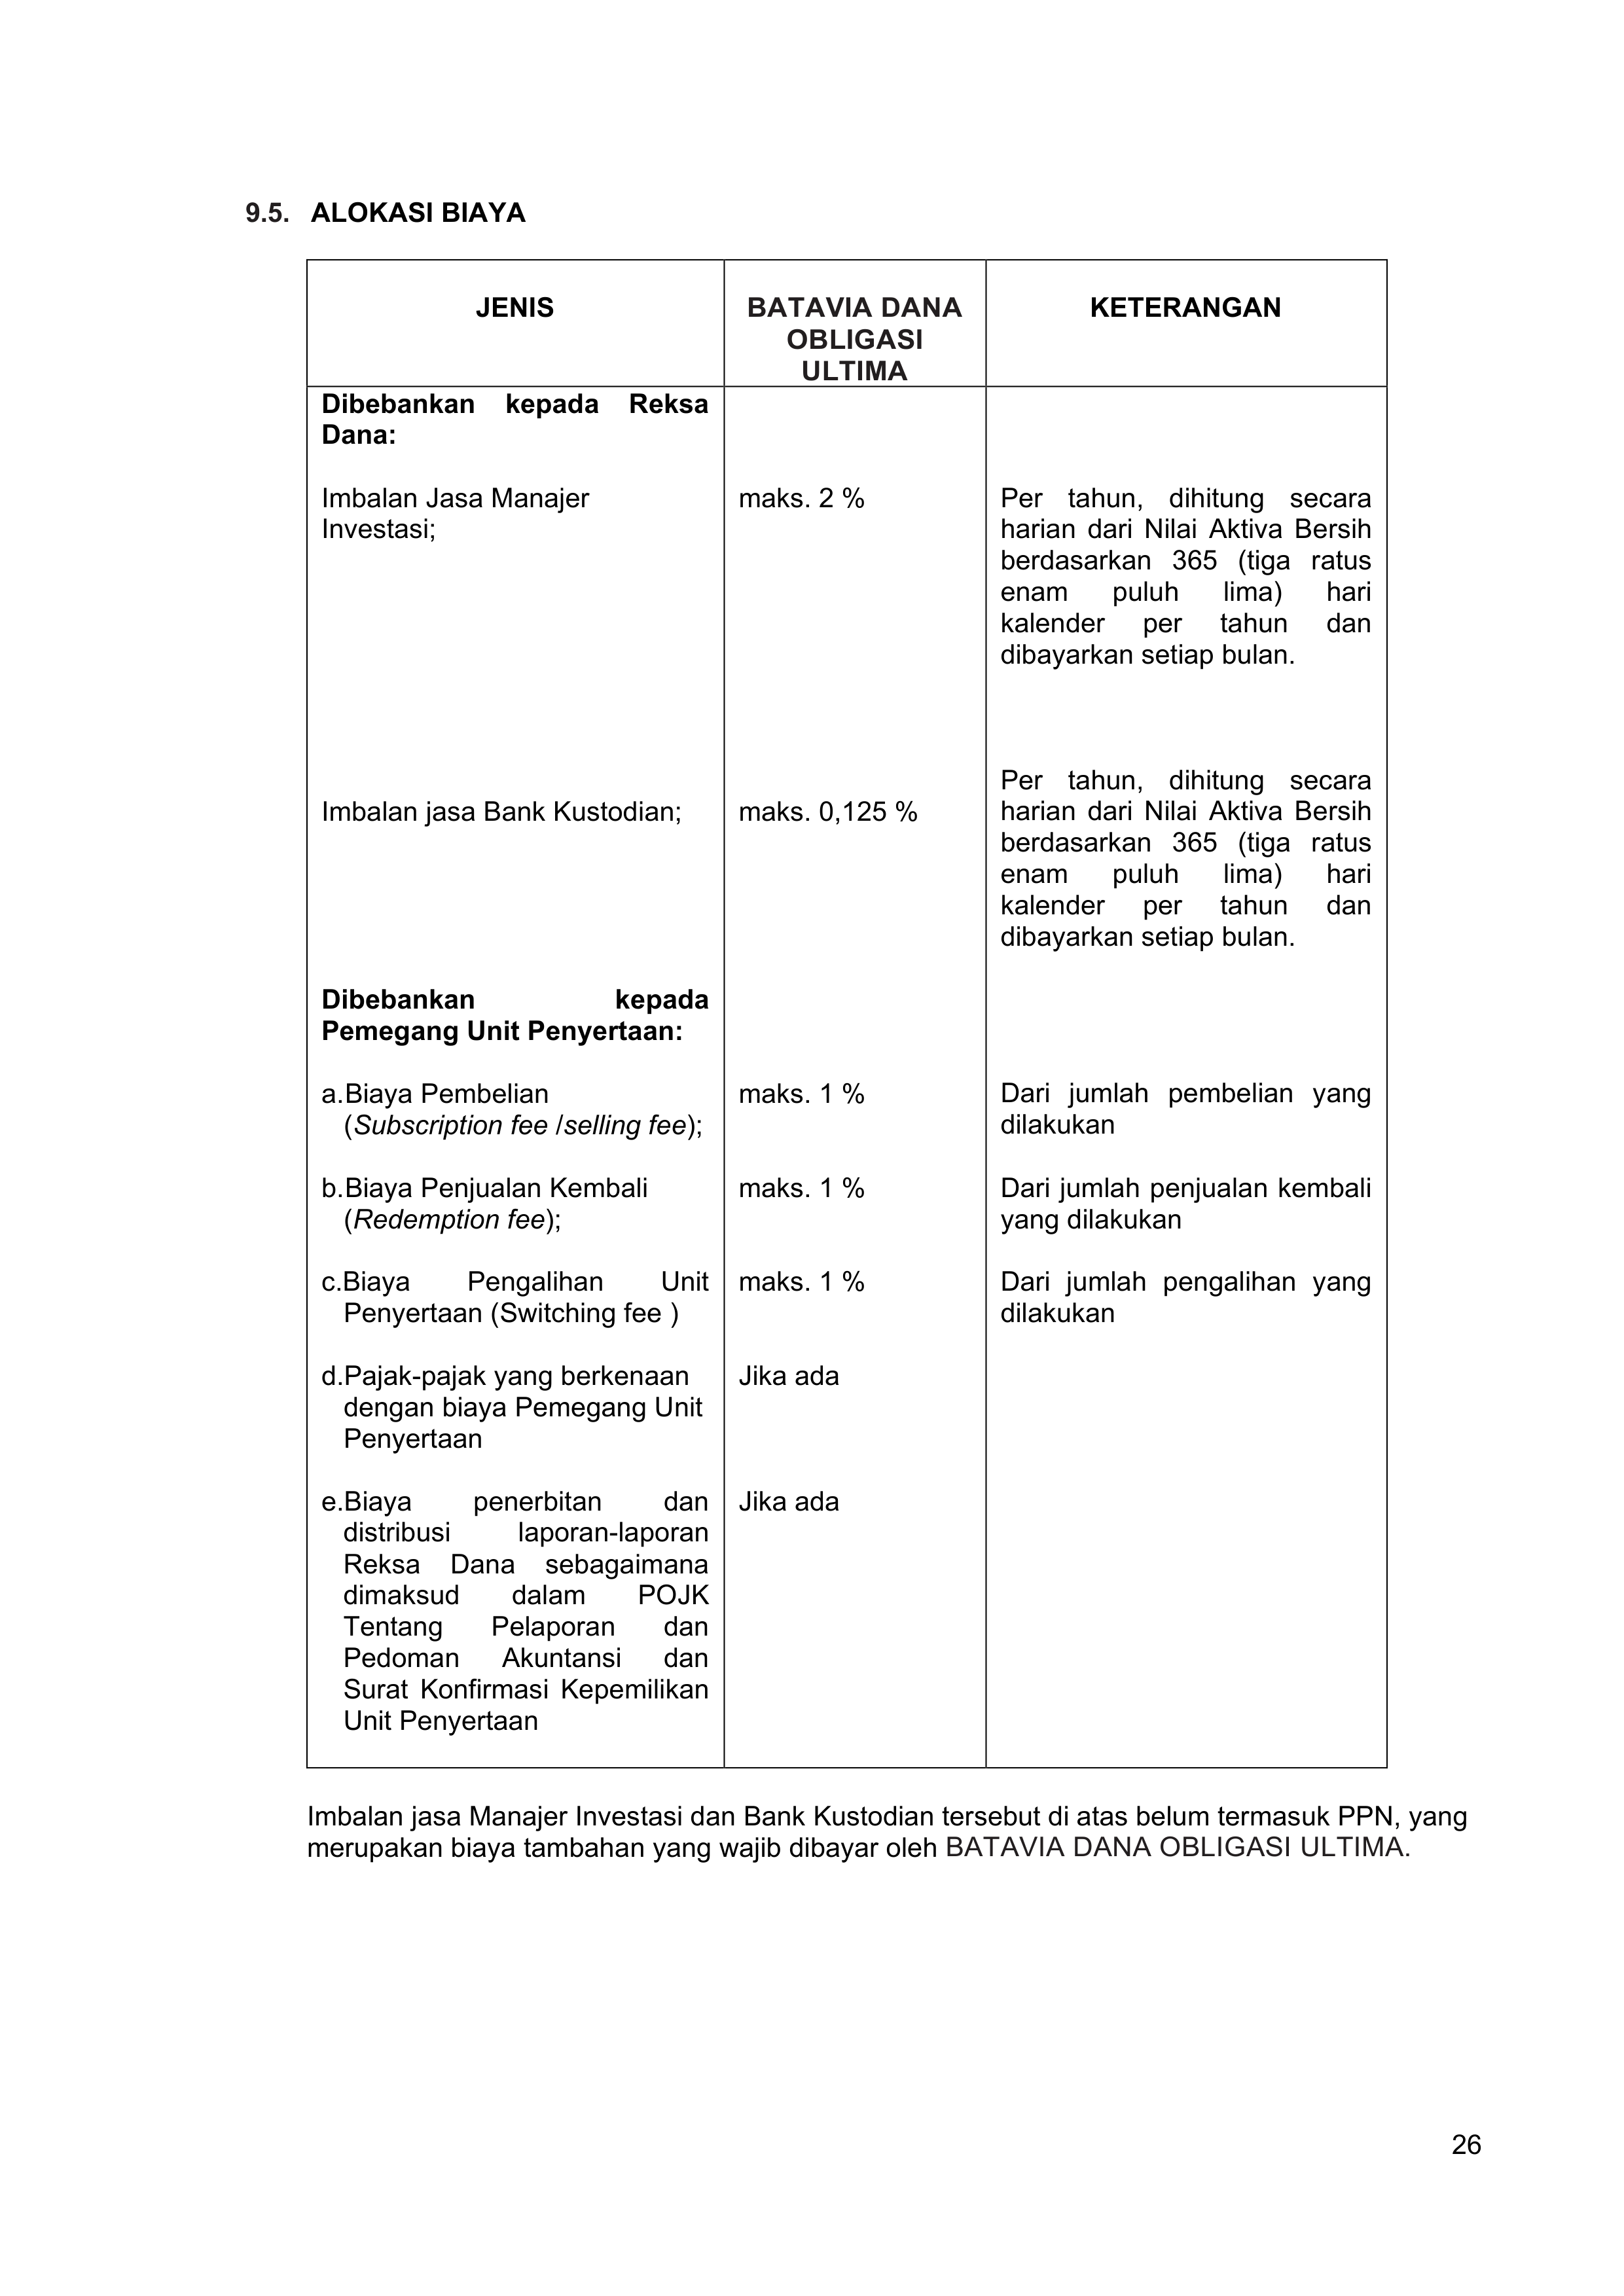 9.5. ALOKASI BIAYA
JENIS
BATAVIA DANA
OBLIGASI
ULTIMA
KETERANGAN
Dibebankan kepada Reksa
Dana:
Imbalan Jasa Manajer
Investasi;
maks. 2 %
Per tahun, dihitung secara
harian dari Nilai Aktiva Bersih
berdasarkan 365 (tiga ratus
enam puluh lima) hari
kalender per tahun dan
dibayarkan setiap bulan.
Imbalan jasa Bank Kustodian;
maks. 0,125 %
Per tahun, dihitung secara
harian dari Nilai Aktiva Bersih
berdasarkan 365 (tiga ratus
enam puluh lima) hari
kalender per tahun dan
dibayarkan setiap bulan.
Dibebankan kepada
Pemegang Unit Penyertaan:
a.Biaya Pembelian
(Subscription fee /selling fee);
maks. 1 %
Dari jumlah pembelian yang
dilakukan
b.Biaya Penjualan Kembali
(Redemption fee);
maks. 1 %
Dari jumlah penjualan kembali
yang dilakukan
c.Biaya Pengalihan Unit
Penyertaan (Switching fee )
maks. 1 %
Dari jumlah pengalihan yang
dilakukan
d.Pajak-pajak yang berkenaan
dengan biaya Pemegang Unit
Penyertaan
Jika ada
e.Biaya penerbitan dan
distribusi laporan-laporan
Reksa Dana sebagaimana
dimaksud dalam POJK
Tentang Pelaporan dan
Pedoman Akuntansi dan
Surat Konfirmasi Kepemilikan
Unit Penyertaan
Jika ada
Imbalan jasa Manajer Investasi dan Bank Kustodian tersebut di atas belum termasuk PPN, yang
merupakan biaya tambahan yang wajib dibayar oleh BATAVIA DANA OBLIGASI ULTIMA.
26